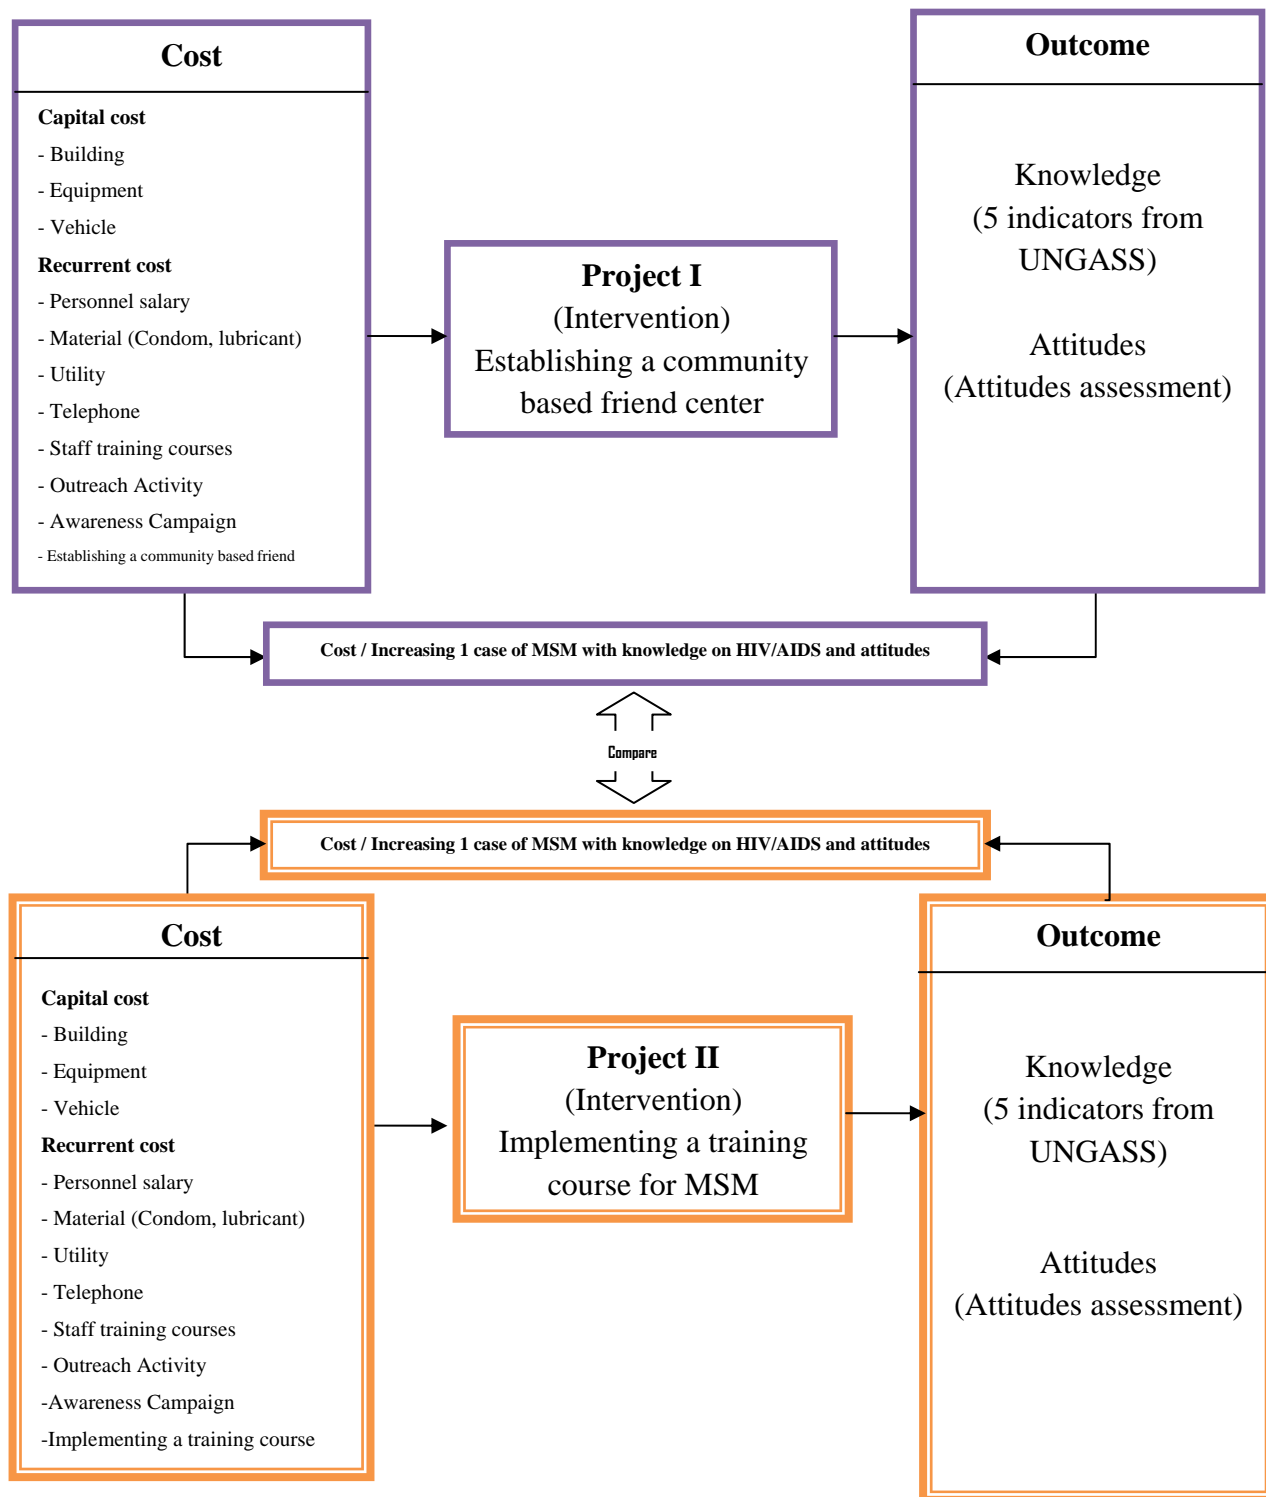 Cost
Capital cost
- Building
- Equipment
- Vehicle
Recurrent cost
- Personnel salary
- Material (Condom, lubricant)
- Utility
- Telephone
- Staff training courses
- Outreach Activity
- Awareness Campaign
- Establishing a community based friend
Project I
(Intervention)
Establishing a community
based friend center
Outcome
Knowledge
(5 indicators from
UNGASS)
Attitudes
(Attitudes assessment)
Cost / Increasing 1 case of MSM with knowledge on HIV/AIDS and attitudes
Compare
Cost / Increasing 1 case of MSM with knowledge on HIV/AIDS and attitudes
Cost
Capital cost
- Building
- Equipment
- Vehicle
Recurrent cost
- Personnel salary
- Material (Condom, lubricant)
- Utility
- Telephone
- Staff training courses
- Outreach Activity
-Awareness Campaign
-Implementing a training course
Project II
(Intervention)
Implementing a training
course for MSM
Outcome
Knowledge
(5 indicators from
UNGASS)
Attitudes
(Attitudes assessment)